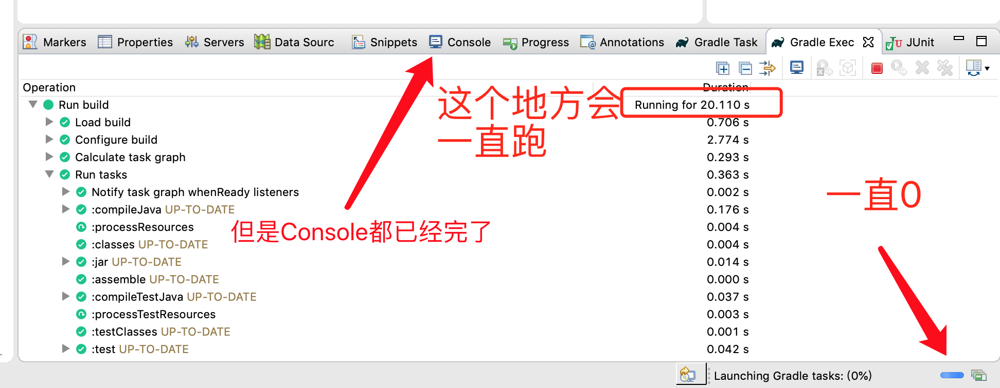 Markers Properties Servers Data Sourc Snippets Console Progress Annotations Gradle Task Gradle Exec JUnit
Operation Duration
Run build Running for 20.110 s
Load build 0.706 s
Configure build 2.774 s
Calculate task graph 0.293 s
Run tasks 0.363 s
Notify task graph whenReady listeners 0.002 s
:compileJava UP-TO-DATE 0.176 s
:processResources 0.004 s
:classes UP-TO-DATE 0.004 s
:jar UP-TO-DATE 0.014 s
:assemble UP-TO-DATE 0.000 s
:compileTestJava UP-TO-DATE 0.037 s
:processTestResources 0.003 s
:testClasses UP-TO-DATE 0.001 s
:test UP-TO-DATE 0.042 s
这个地方会
一直跑
一直0
但是Console都已经完了
Launching Gradle tasks: (0%)